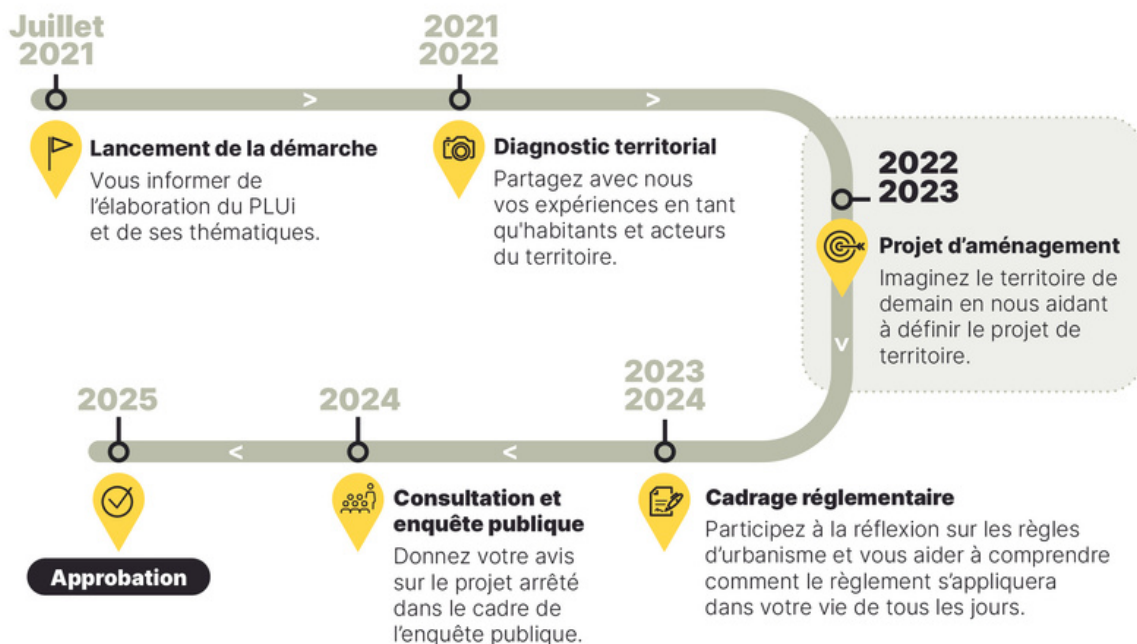 Juillet
2021
Lancement de la démarche
Vous informer de
l’élaboration du PLUi
et de ses thématiques.
2021
2022
Diagnostic territorial
Partagez avec nous
vos expériences en tant
qu'habitants et acteurs
du territoire.
2022
2023
Projet d’aménagement
Imaginez le territoire de
demain en nous aidant
à définir le projet de
territoire.
2023
2024
Cadrage réglementaire
Participez à la réflexion sur les règles
d’urbanisme et vous aider à comprendre
comment le règlement s’appliquera
dans votre vie de tous les jours.
2024
Consultation et
enquête publique
Donnez votre avis
sur le projet arrêté
dans le cadre de
l’enquête publique.
2025
Approbation